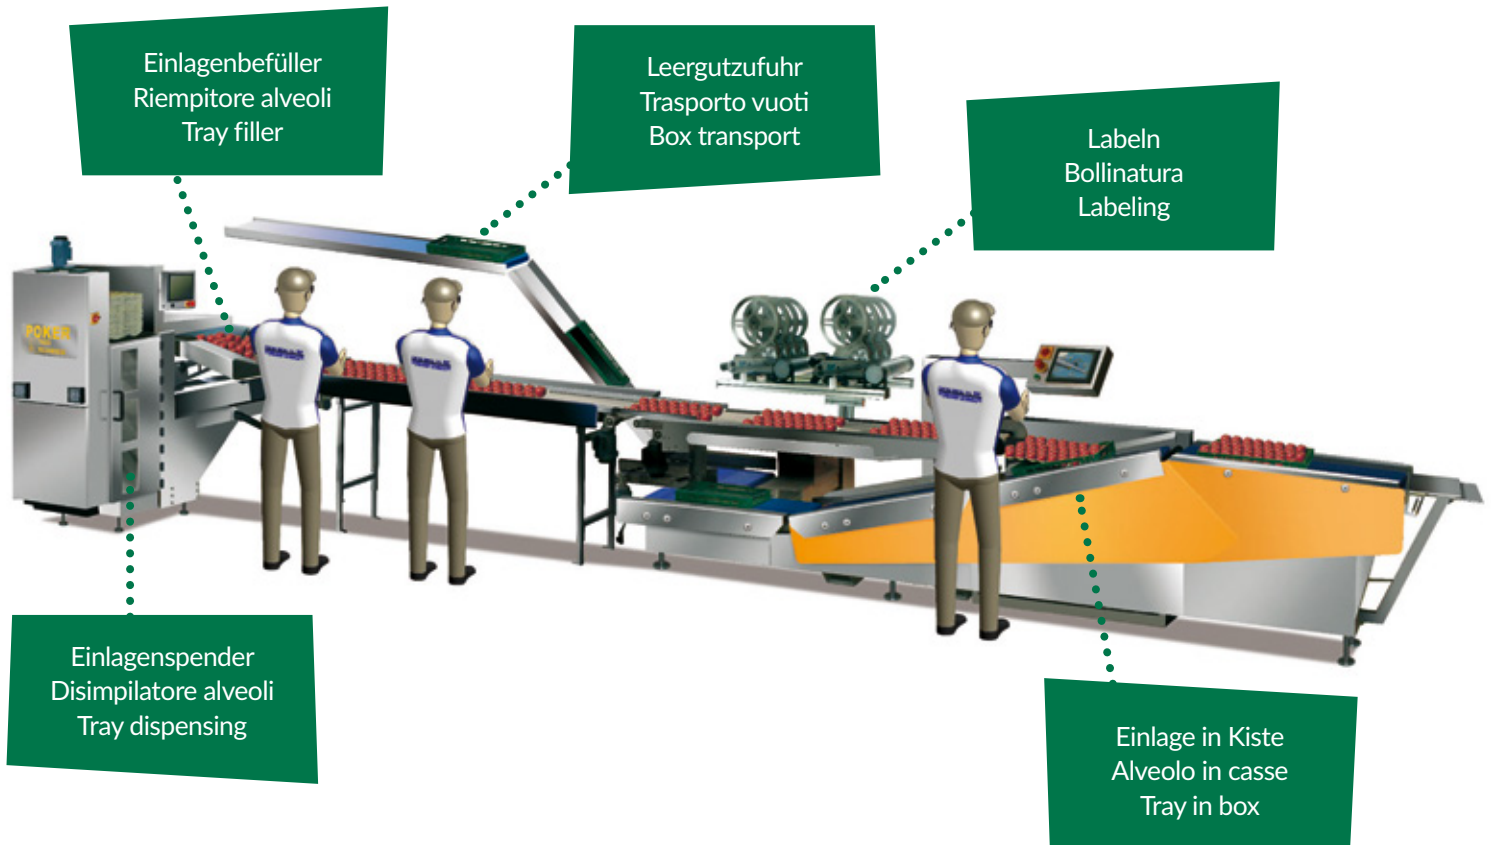 Einlagenbefüller
Riempitore alveoli
Tray filler
Leergutzufuhr
Trasporto vuoti
Box transport
Labeln
Bollinatura
Labeling
POKER
Einlagenspender
Disimpilatore alveoli
Tray dispensing
Einlage in Kiste
Alveolo in casse
Tray in box